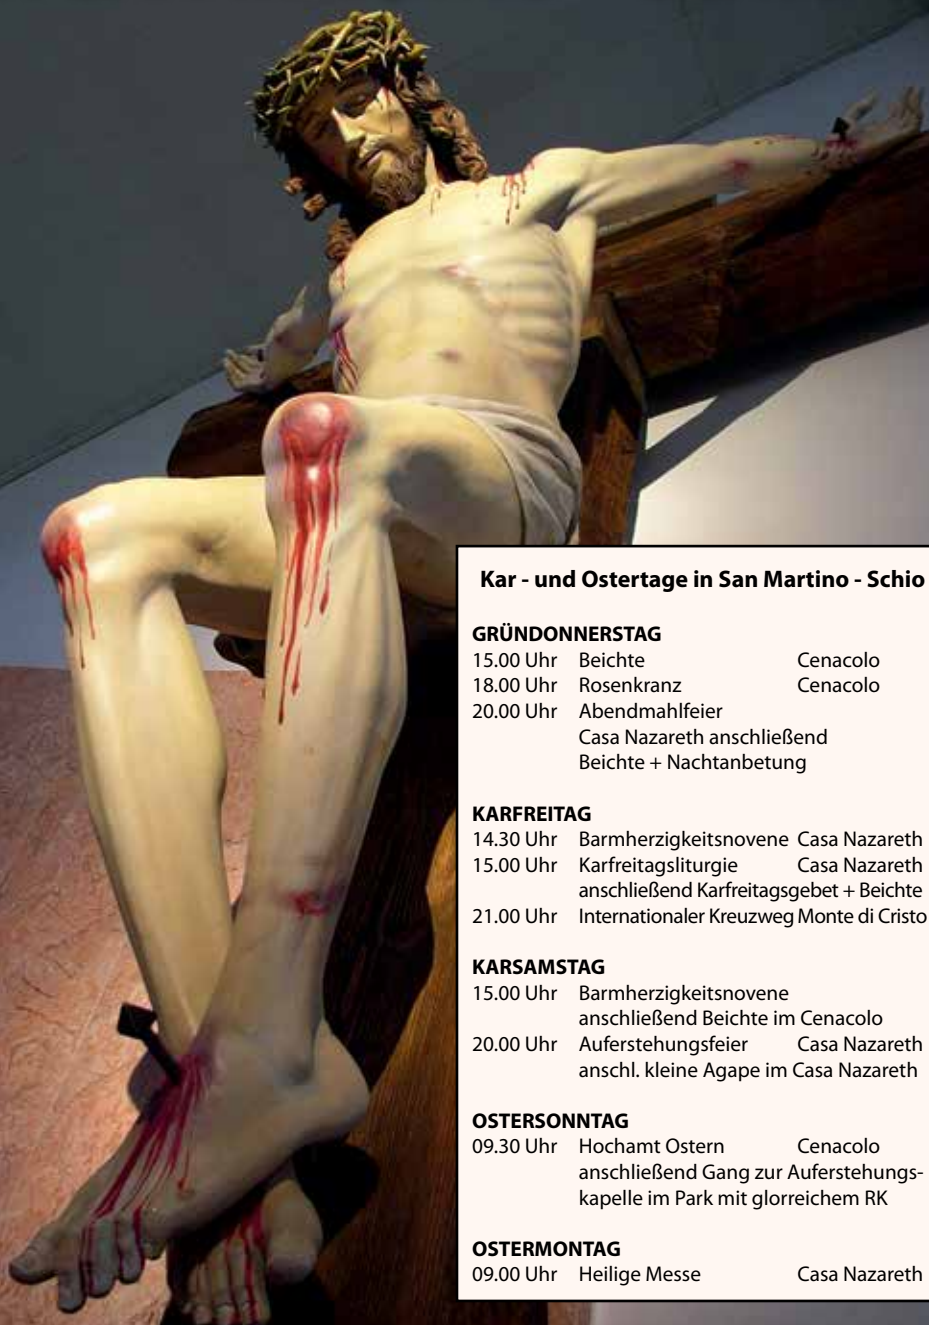 Kar - und Ostertage in San Martino - Schio
GRÜNDONNERSTAG
15.00 Uhr Beichte Cenacolo
18.00 Uhr Rosenkranz Cenacolo
20.00 Uhr Abendmahlfeier
Casa Nazareth anschließend
Beichte + Nachtanbetung
KARFREITAG
14.30 Uhr Barmherzigkeitsnovene Casa Nazareth
15.00 Uhr Karfreitagsliturgie Casa Nazareth
anschließend Karfreitagsgebet + Beichte
21.00 Uhr Internationaler Kreuzweg Monte di Cristo
KARSAMSTAG
15.00 Uhr Barmherzigkeitsnovene
anschließend Beichte im Cenacolo
20.00 Uhr Auferstehungsfeier Casa Nazareth
anschl. kleine Agape im Casa Nazareth
OSTERSONNTAG
09.30 Uhr Hochamt Ostern Cenacolo
anschließend Gang zur Auferstehungs-
kapelle im Park mit glorreichem RK
OSTERMONTAG
09.00 Uhr Heilige Messe Casa Nazareth